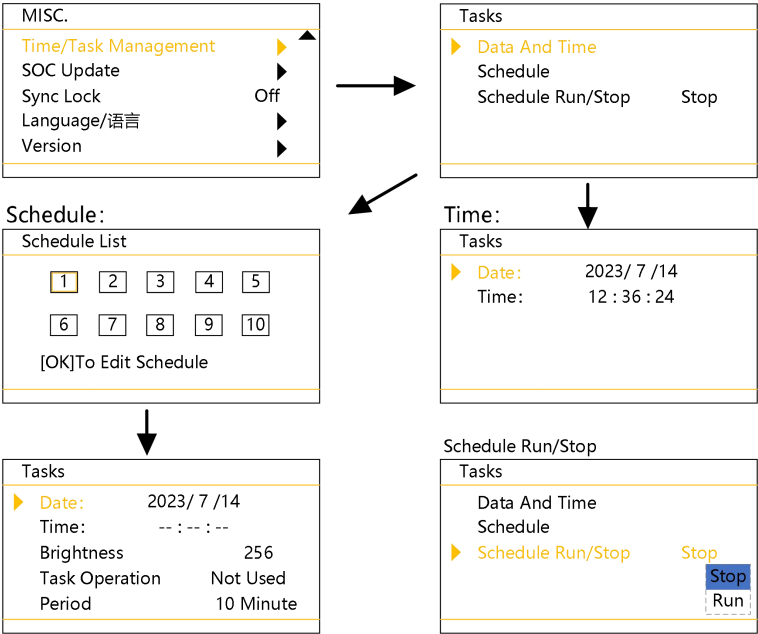 MISC.
Time/Task Management
SOC Update
Sync Lock Off
Language/语言
Version
Tasks
Data And Time
Schedule
Schedule Run/Stop Stop
Schedule:
Schedule List
1 2 3 4 5
6 7 8 9 10
[OK]To Edit Schedule
Time:
Tasks
Date: 2023/ 7 /14
Time: 12 : 36 : 24
Tasks
Date: 2023/ 7 /14
Time: -- : -- : --
Brightness 256
Task Operation Not Used
Period 10 Minute
Schedule Run/Stop
Tasks
Data And Time
Schedule
Schedule Run/Stop Stop
Stop
Run